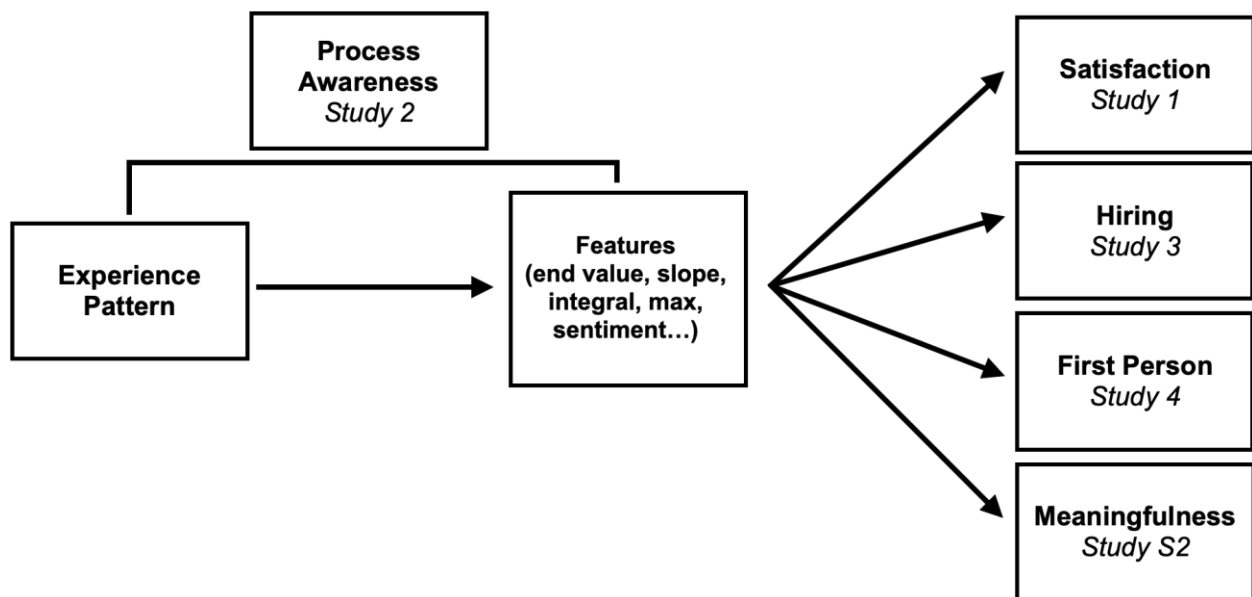 Process
Awareness
Study 2
Experience
Pattern
Features
(end value, slope,
integral, max,
sentiment…)
Satisfaction
Study 1
Hiring
Study 3
First Person
Study 4
Meaningfulness
Study S2